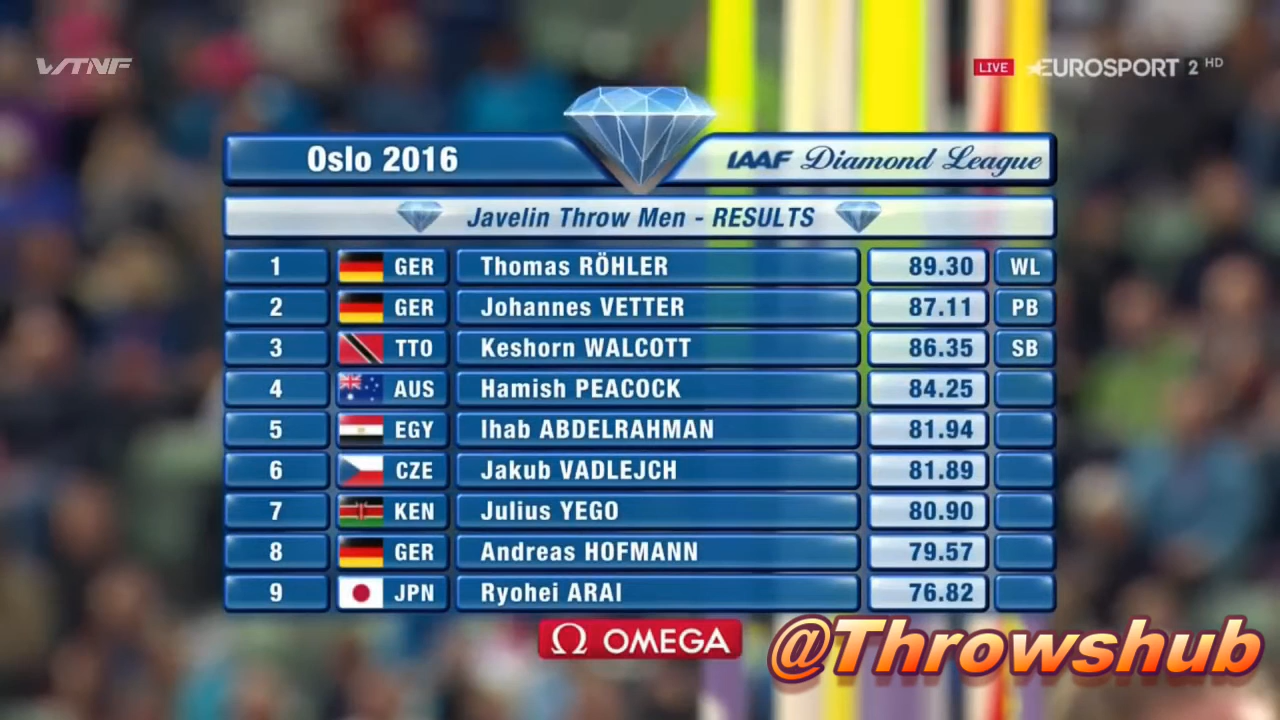 WTNF
LIVE EUROSPORT 2 HD
Oslo 2016 IAAF Diamond League
Javelin Throw Men - RESULTS
1 GER Thomas RÖHLER 89.30 WL
2 GER Johannes VETTER 87.11 PB
3 TTO Keshorn WALCOTT 86.35 SB
4 AUS Hamish PEACOCK 84.25
5 EGY Ihab ABDELRAHMAN 81.94
6 CZE Jakub VADLEJCH 81.89
7 KEN Julius YEGO 80.90
8 GER Andreas HOFMANN 79.57
9 JPN Ryohei ARAI 76.82
Ω OMEGA
@Throwshub